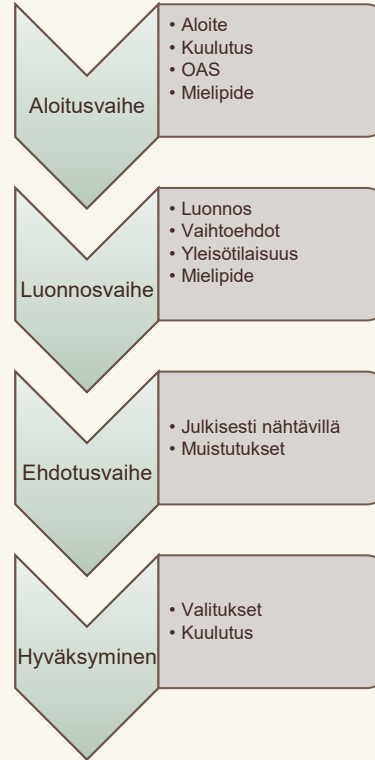 Aloitusvaihe
• Aloite
• Kuulutus
• OAS
• Mielipide
Luonnosvaihe
• Luonnos
• Vaihtoehdot
• Yleisötilaisuus
• Mielipide
Ehdotusvaihe
• Julkisesti nähtävillä
• Muistutukset
Hyväksyminen
• Valitukset
• Kuulutus